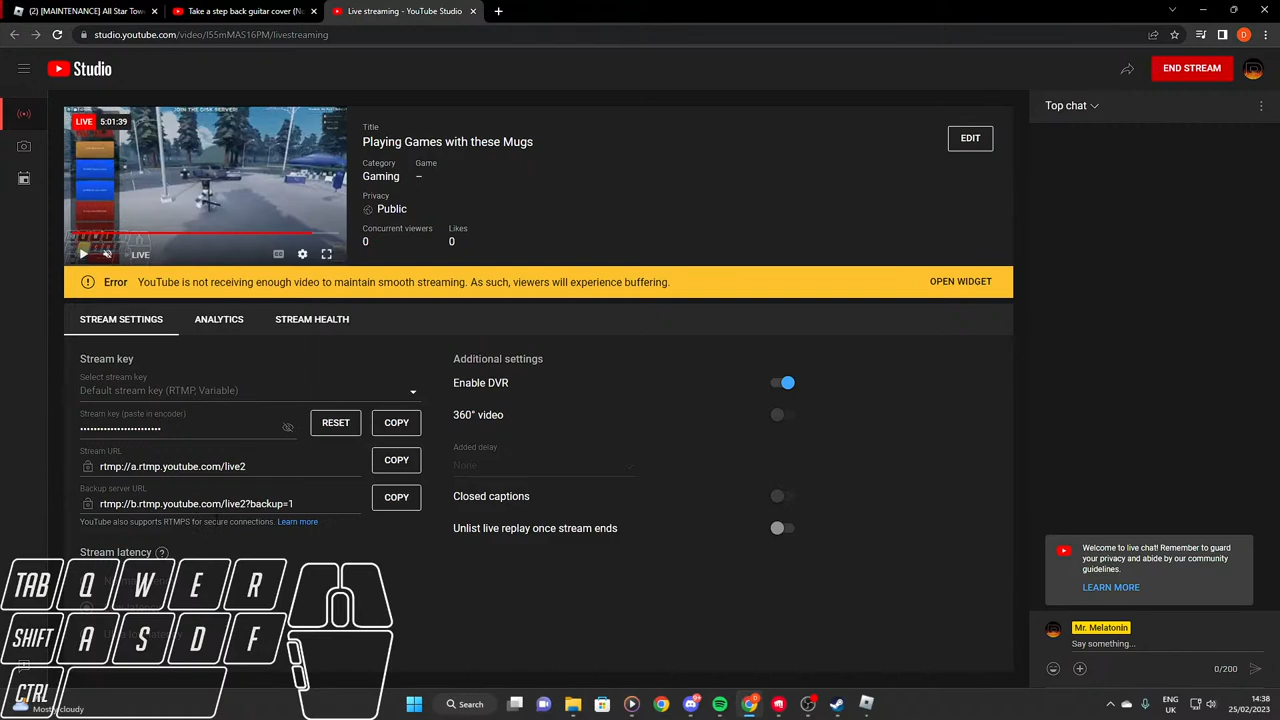 (2) [MAINTENANCE] All Star Tow
Take a step back guitar cover (No
Live streaming - YouTube Studio
studio.youtube.com/video/I55mMAS16PM/livestreaming
Studio
END STREAM
JOIN THE DISK SERVER!
LIVE 5:01:39
LIVE
Title
Playing Games with these Mugs
Category Game
Gaming –
Privacy
Public
Concurrent viewers Likes
0 0
EDIT
Top chat
Error YouTube is not receiving enough video to maintain smooth streaming. As such, viewers will experience buffering. OPEN WIDGET
STREAM SETTINGS ANALYTICS STREAM HEALTH
Stream key
Select stream key
Default stream key (RTMP, Variable)
Stream key (paste in encoder)
••••••••••••••••••••••••
RESET COPY
Stream URL
rtmp://a.rtmp.youtube.com/live2
COPY
Backup server URL
rtmp://b.rtmp.youtube.com/live2?backup=1
COPY
YouTube also supports RTMPS for secure connections. Learn more
Stream latency
Additional settings
Enable DVR
360° video
Added delay
None
Closed captions
Unlist live replay once stream ends
Welcome to live chat! Remember to guard
your privacy and abide by our community
guidelines.
LEARN MORE
Mr. Melatonin
Say something...
0/200
TAB Q W E R
SHIFT A S D F
CTRL
Mostly cloudy
Search
ENG
UK
14:38
25/02/2023